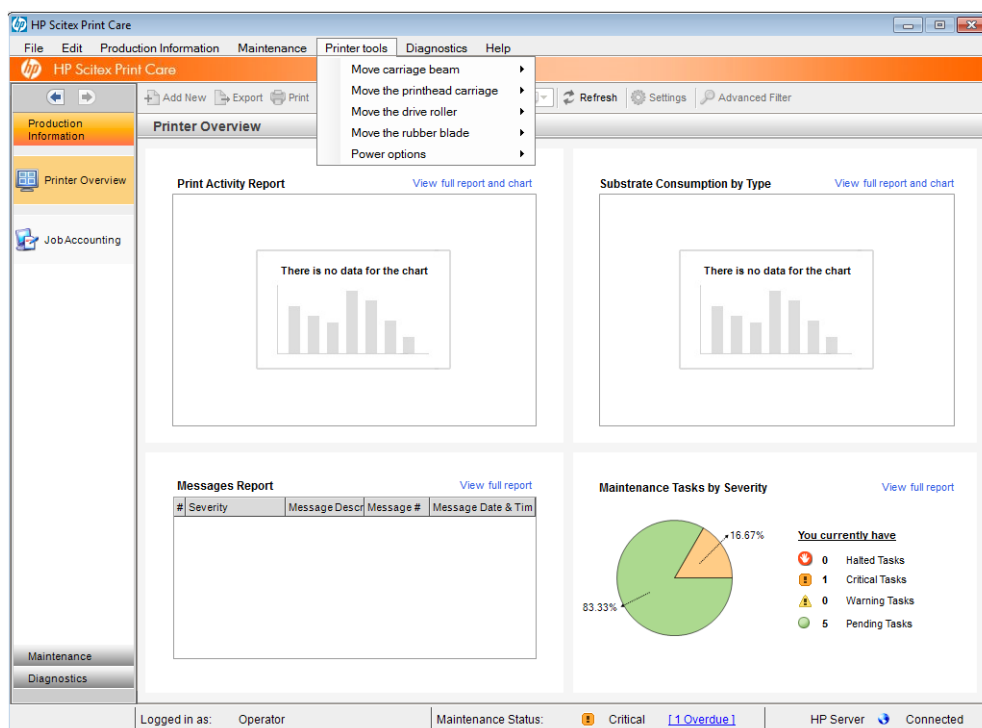 HP Scitex Print Care
File Edit Production Information Maintenance Printer tools Diagnostics Help
hp HP Scitex Print Care
Move carriage beam
Move the printhead carriage
Move the drive roller
Move the rubber blade
Power options
Add New Export Print Refresh Settings Advanced Filter
Production
Information
Printer Overview
Job Accounting
Maintenance
Diagnostics
Printer Overview
Print Activity Report View full report and chart
There is no data for the chart
Substrate Consumption by Type View full report and chart
There is no data for the chart
Messages Report View full report
# Severity Message Descr Message # Message Date & Tim
Maintenance Tasks by Severity View full report
16.67%
83.33%
You currently have
0 Halted Tasks
1 Critical Tasks
0 Warning Tasks
5 Pending Tasks
Logged in as: Operator Maintenance Status: Critical [ 1 Overdue ] HP Server Connected